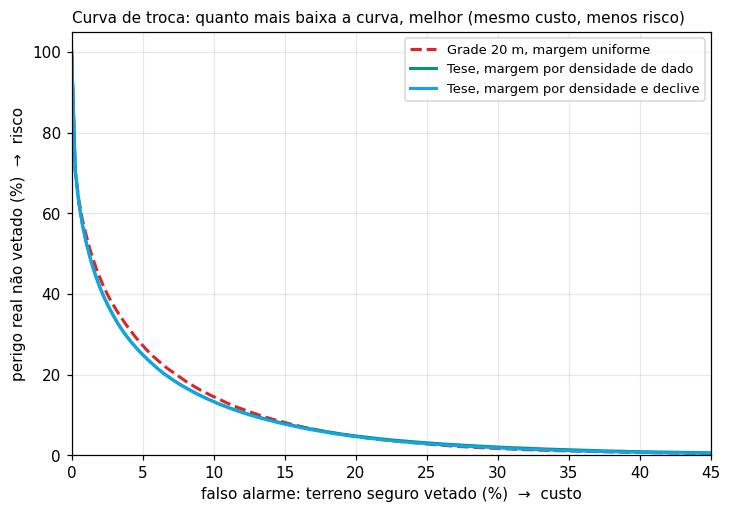 Curva de troca: quanto mais baixa a curva, melhor (mesmo custo, menos risco)
perigo real não vetado (%) → risco
100
80
60
40
20
0
Grade 20 m, margem uniforme
Tese, margem por densidade de dado
Tese, margem por densidade e declive
0 5 10 15 20 25 30 35 40 45
falso alarme: terreno seguro vetado (%) → custo